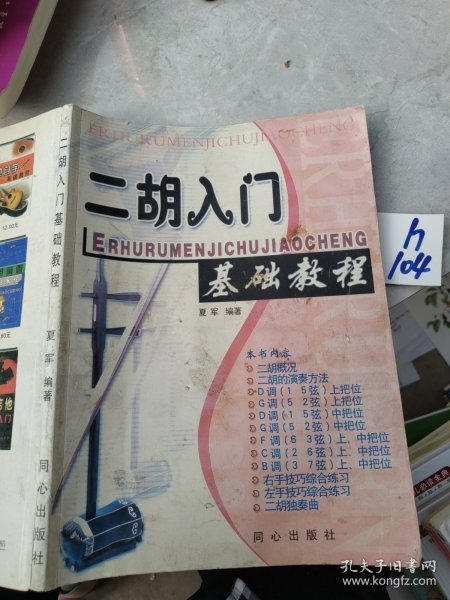 ERHURUMENJICHUJIAOCHENG
二胡入门
ERHURUMENJICHUJIAOCHENG
基础教程
夏军 编著
本书内容
二胡概况
二胡的演奏方法
D调(1 5弦)上把位
G调(5 2弦)上把位
D调(1 5弦)中把位
G调(5 2弦)中把位
F调(6 3弦)上、中把位
C调(2 6弦)上、中把位
B调(3 7弦)上、中把位
右手技巧综合练习
左手技巧综合练习
二胡独奏曲
同心出版社
二胡入门基础教程
夏军 编著
同心出版社
12.00元
h
104
孔夫子旧书网
www.kongfz.com